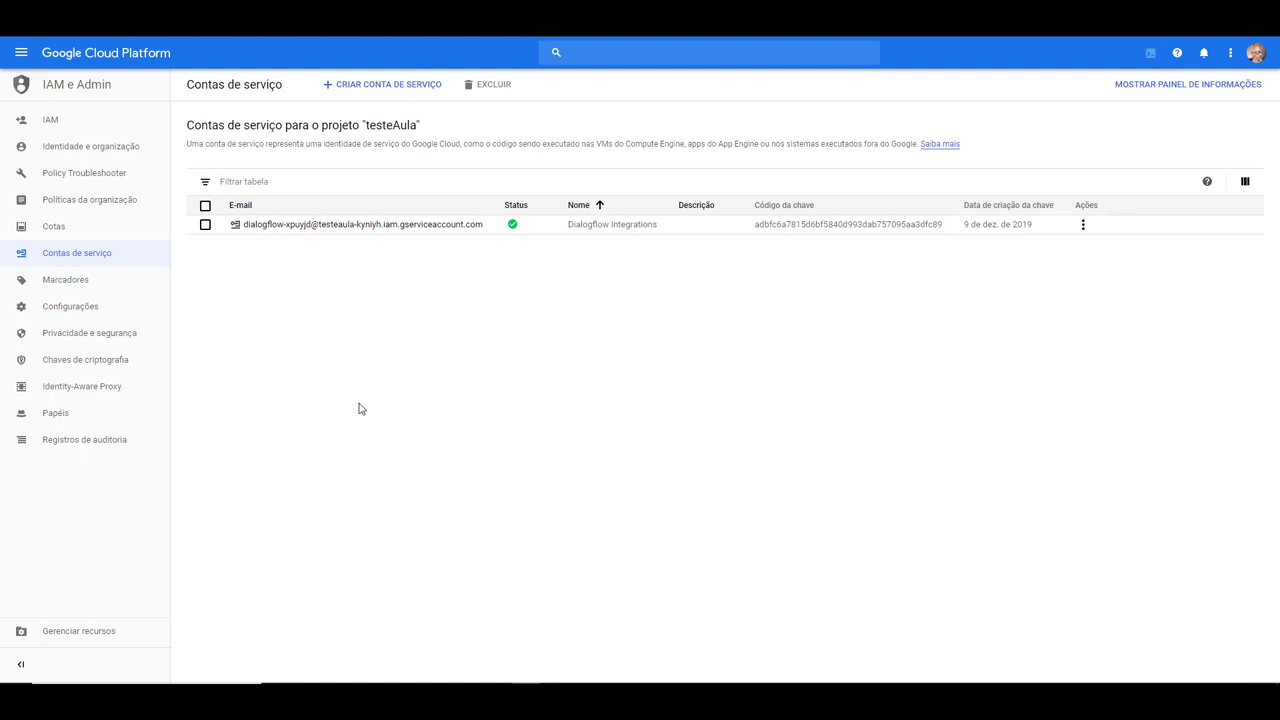 Google Cloud Platform
IAM e Admin
Contas de serviço
CRIAR CONTA DE SERVIÇO
EXCLUIR
MOSTRAR PAINEL DE INFORMAÇÕES
IAM
Identidade e organização
Policy Troubleshooter
Políticas da organização
Cotas
Contas de serviço
Marcadores
Configurações
Privacidade e segurança
Chaves de criptografia
Identity-Aware Proxy
Papéis
Registros de auditoria
Gerenciar recursos
Contas de serviço para o projeto "testeAula"
Uma conta de serviço representa uma identidade de serviço do Google Cloud, como o código sendo executado nas VMs do Compute Engine, apps do App Engine ou nos sistemas executados fora do Google. Saiba mais
Filtrar tabela
E-mail Status Nome Descrição Código da chave Data de criação da chave Ações
dialogflow-xpuyjd@testeaula-kyniyh.iam.gserviceaccount.com Dialogflow Integrations adbfc6a7815d6bf5840d993dab757095aa3dfc89 9 de dez. de 2019